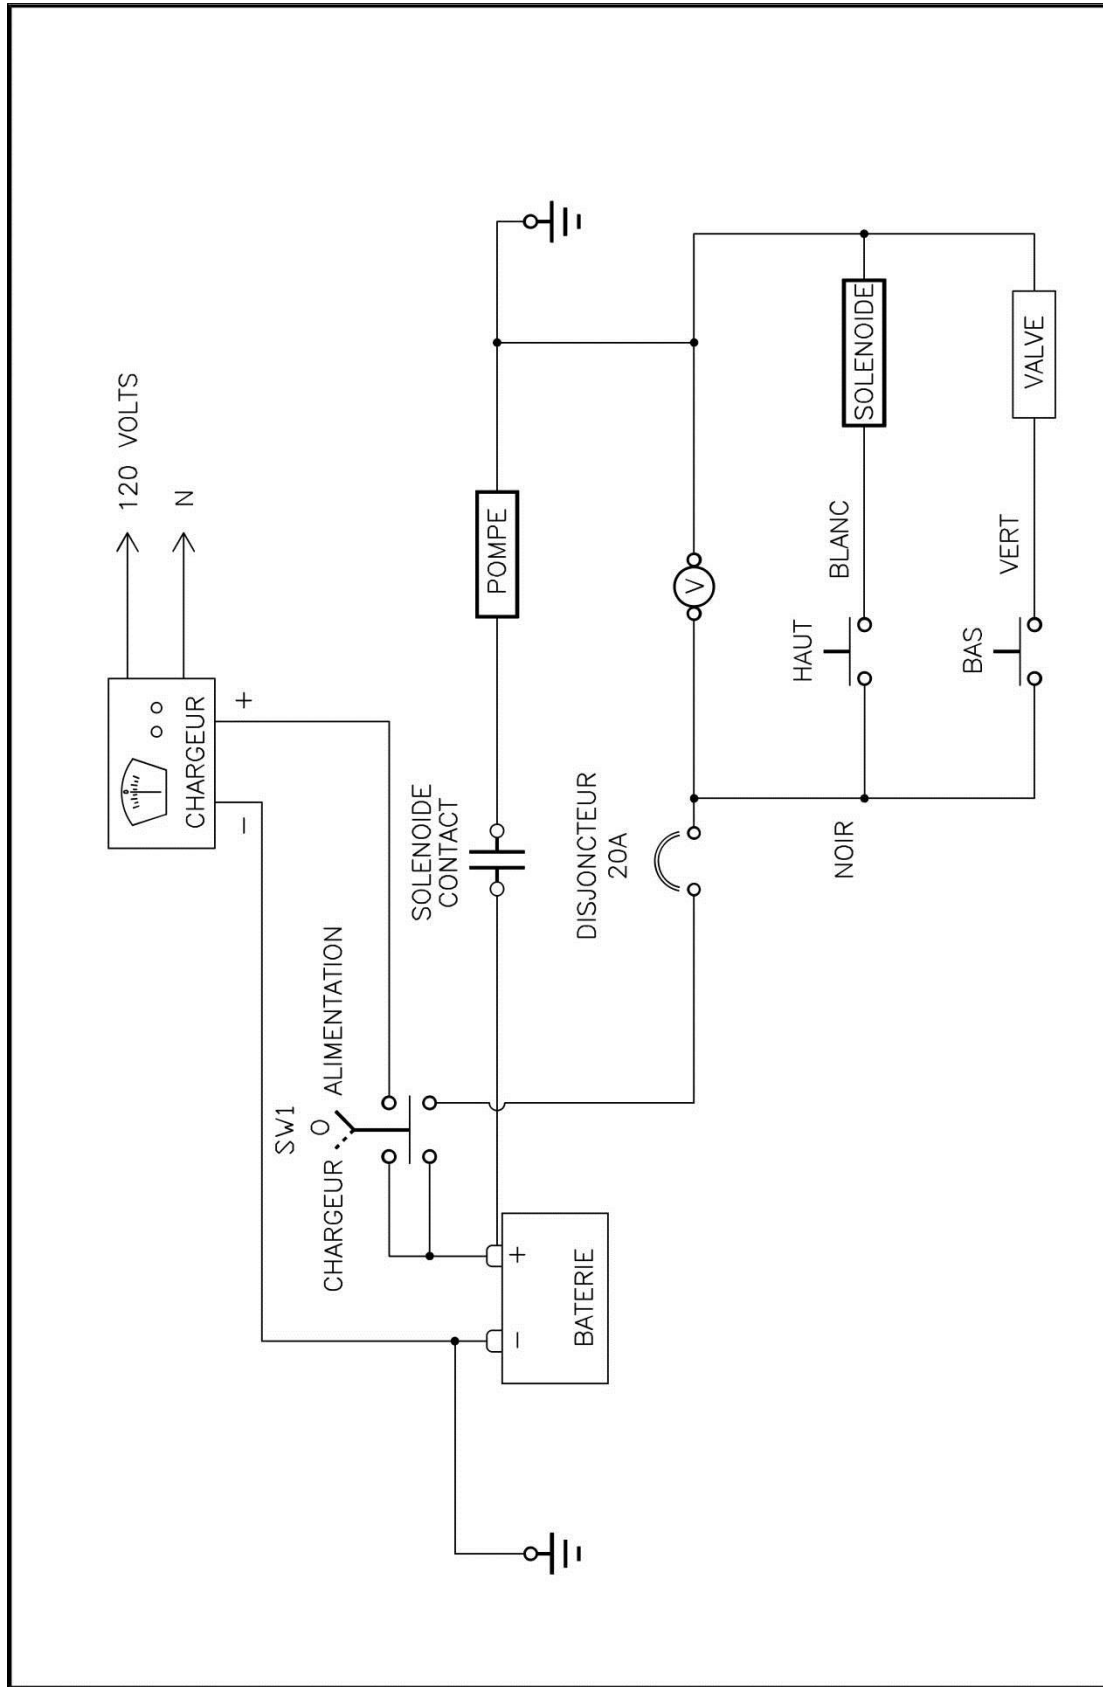 120 VOLTS
N
CHARGEUR
+
−
SOLENOIDE
CONTACT
POMPE
SW1
CHARGEUR O ALIMENTATION
−
+
BATERIE
DISJONCTEUR
20A
V
NOIR
HAUT
BLANC
SOLENOIDE
BAS
VERT
VALVE